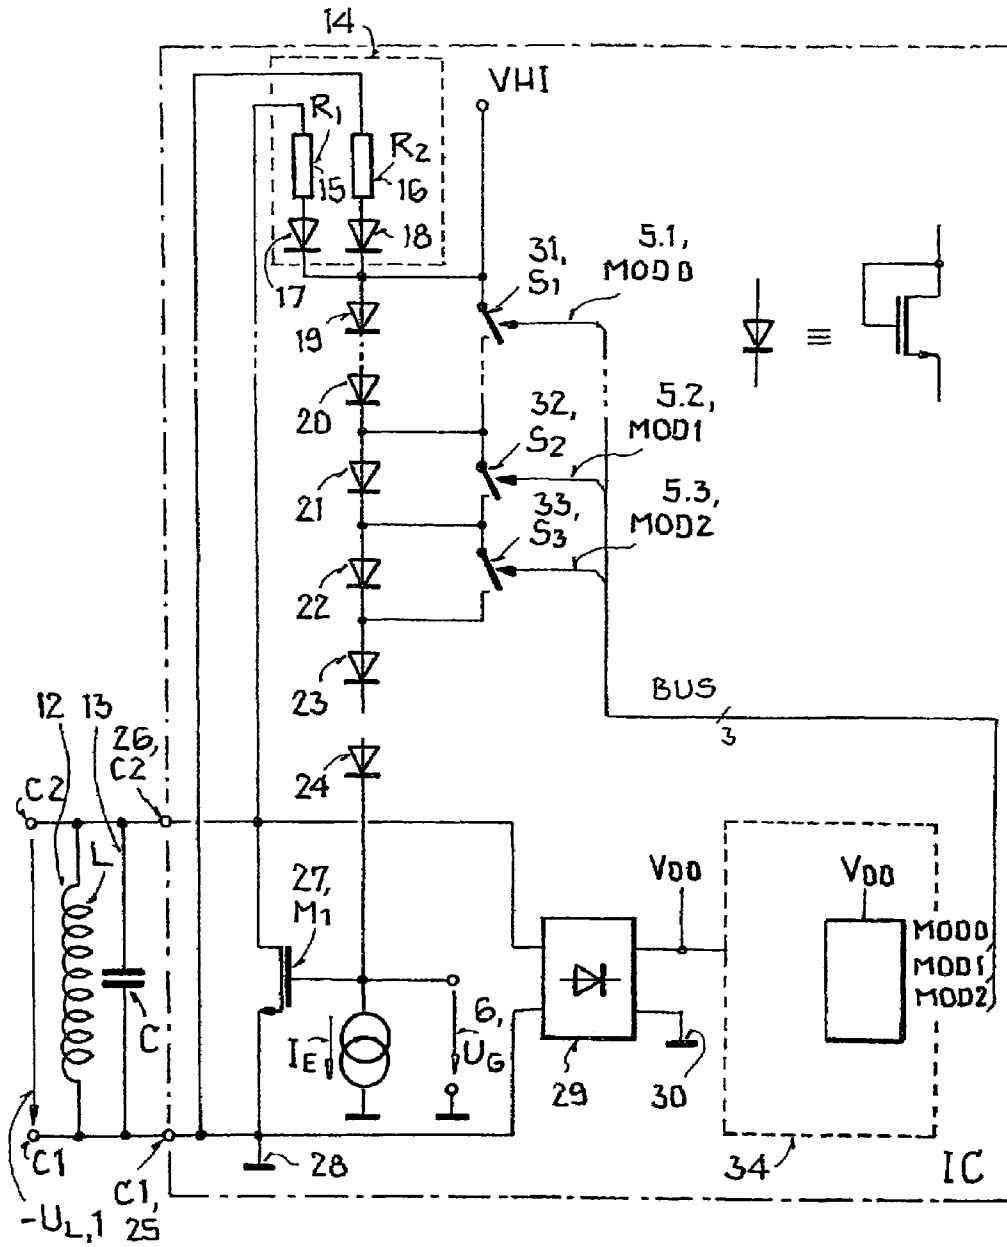 14
VHI
R1
R2
15
16
17
18
31,
S1
5.1,
MOD0
19
20
32,
S2
5.2,
MOD1
≡
21
33,
S3
5.3,
MOD2
22
23
BUS
3
12
13
26,
C2
C2
24
L
27,
M1
VDD
VDD
MOD0
MOD1
MOD2
C
IE
6,
UG
29
30
C1
28
34
IC
-UL,1
C1,
25